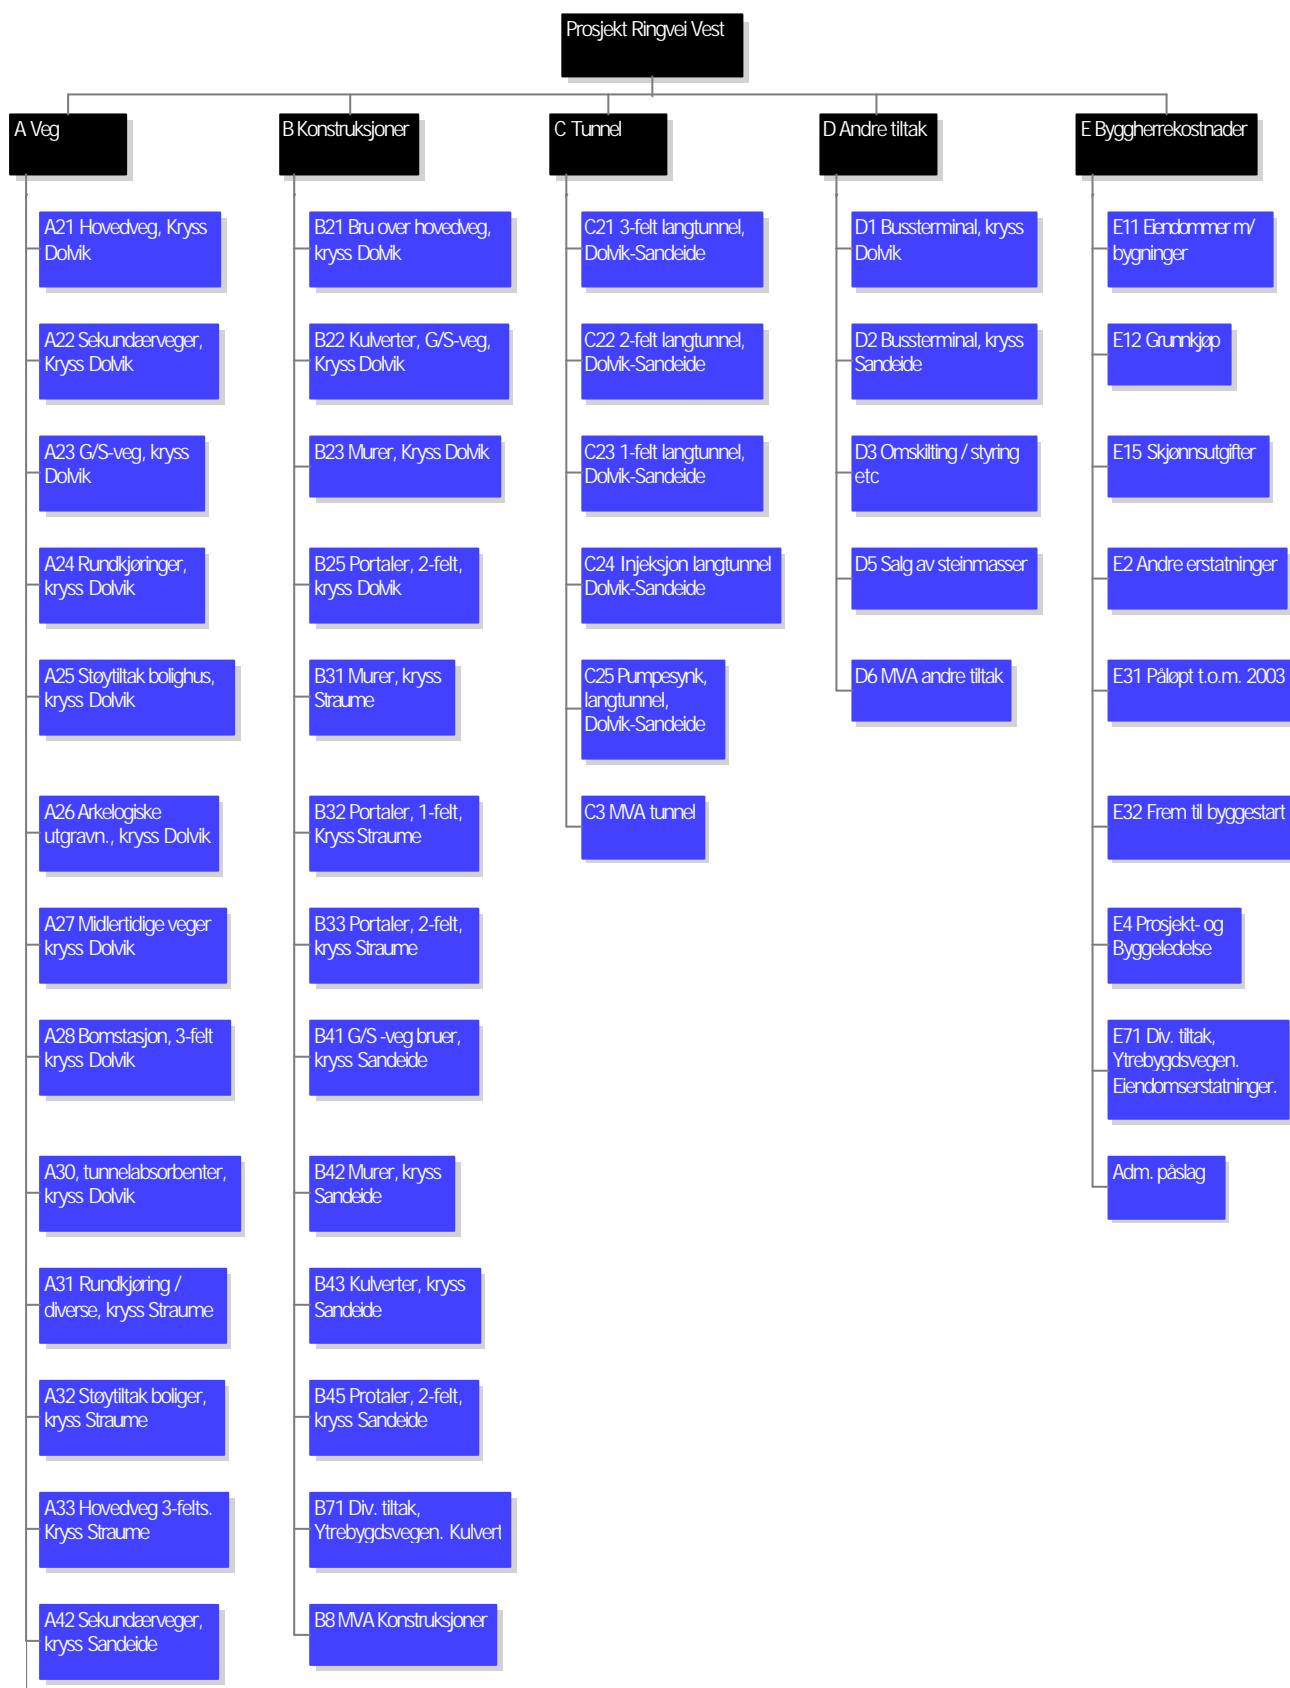 Prosjekt Ringvei Vest
A Veg
A21 Hovedveg, Kryss
Dolvik
A22 Sekundærveger,
Kryss Dolvik
A23 G/S-veg, kryss
Dolvik
A24 Rundkjøringer,
kryss Dolvik
A25 Støytiltak bolighus,
kryss Dolvik
A26 Arkelogiske
utgravn., kryss Dolvik
A27 Midlertidige veger
kryss Dolvik
A28 Bomstasjon, 3-felt
kryss Dolvik
A30, tunnelabsorbenter,
kryss Dolvik
A31 Rundkjøring /
diverse, kryss Straume
A32 Støytiltak boliger,
kryss Straume
A33 Hovedveg 3-felts.
Kryss Straume
A42 Sekundærveger,
kryss Sandeide
B Konstruksjoner
B21 Bru over hovedveg,
kryss Dolvik
B22 Kulverter, G/S-veg,
Kryss Dolvik
B23 Murer, Kryss Dolvik
B25 Portaler, 2-felt,
kryss Dolvik
B31 Murer, kryss
Straume
B32 Portaler, 1-felt,
Kryss Straume
B33 Portaler, 2-felt,
kryss Straume
B41 G/S -veg bruer,
kryss Sandeide
B42 Murer, kryss
Sandeide
B43 Kulverter, kryss
Sandeide
B45 Protaler, 2-felt,
kryss Sandeide
B71 Div. tiltak,
Ytrebygdsvegen. Kulvert
B8 MVA Konstruksjoner
C Tunnel
C21 3-felt langtunnel,
Dolvik-Sandeide
C22 2-felt langtunnel,
Dolvik-Sandeide
C23 1-felt langtunnel,
Dolvik-Sandeide
C24 Injeksjon langtunnel
Dolvik-Sandeide
C25 Pumpesynk,
langtunnel,
Dolvik-Sandeide
C3 MVA tunnel
D Andre tiltak
D1 Bussterminal, kryss
Dolvik
D2 Bussterminal, kryss
Sandeide
D3 Omskilting / styring
etc
D5 Salg av steinmasser
D6 MVA andre tiltak
E Byggherrekostnader
E11 Eiendommer m/
bygninger
E12 Grunnkjøp
E15 Skjønnsutgifter
E2 Andre erstatninger
E31 Påløpt t.o.m. 2003
E32 Frem til byggestart
E4 Prosjekt- og
Byggeledelse
E71 Div. tiltak,
Ytrebygdsvegen.
Eiendomserstatninger.
Adm. påslag